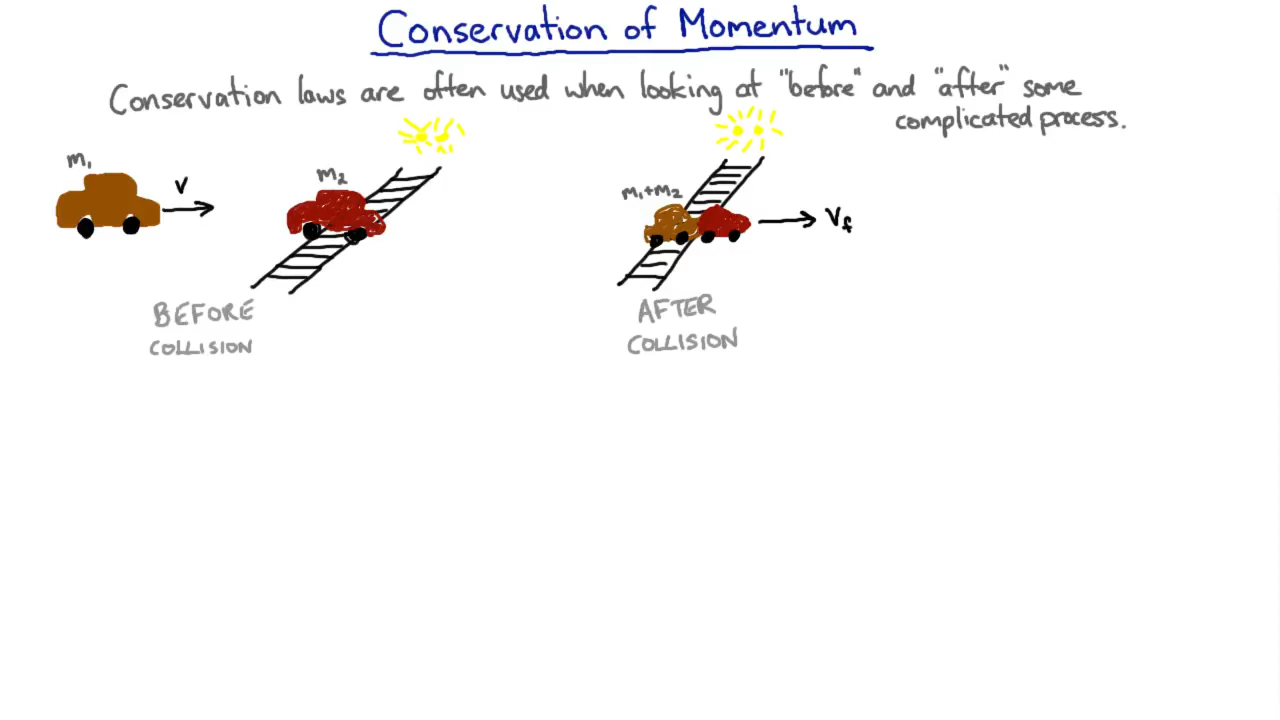 Conservation of Momentum
Conservation laws are often used when looking at "before" and "after" some
complicated process.
m₁
v
m₂
m₁+m₂
v_f
BEFORE
COLLISION
AFTER
COLLISION